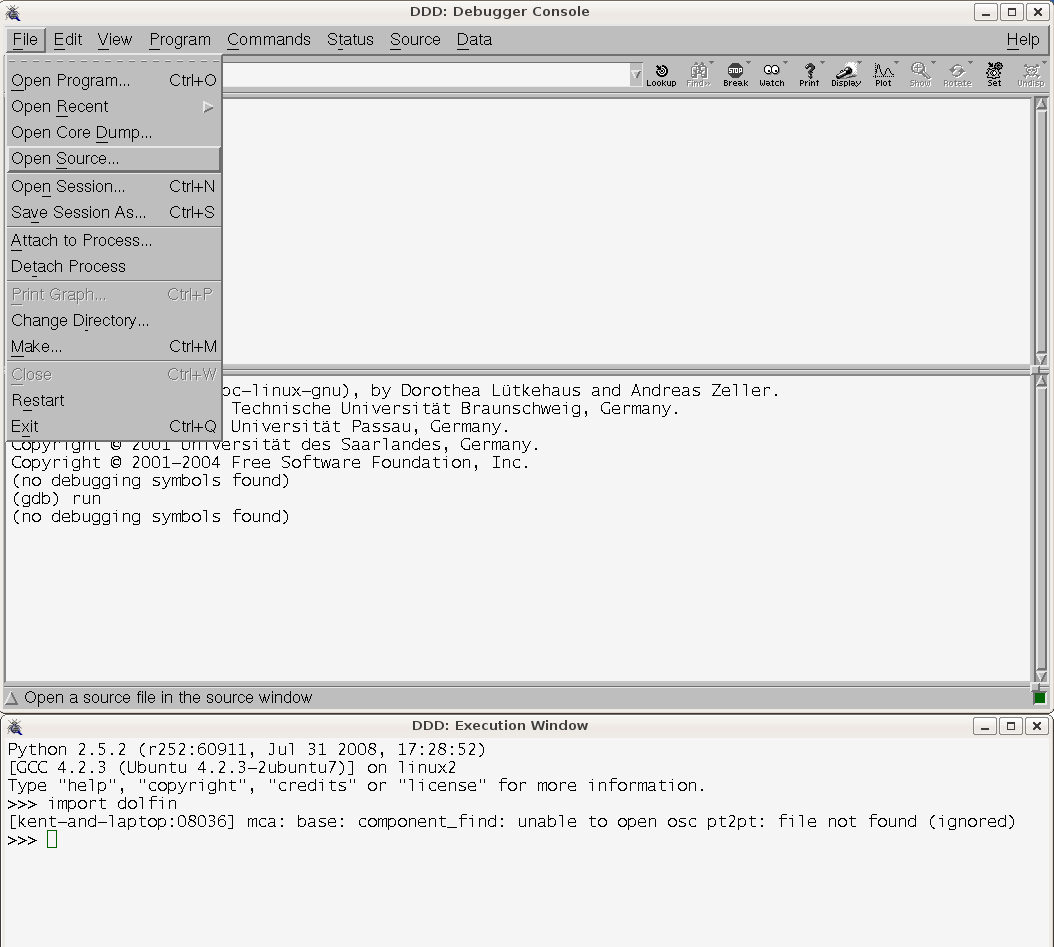 DDD: Debugger Console
File Edit View Program Commands Status Source Data Help
Lookup Find>> Break Watch Print Display Plot Show Rotate Set Undisp
Open Program... Ctrl+O
Open Recent
Open Core Dump...
Open Source...
Open Session... Ctrl+N
Save Session As... Ctrl+S
Attach to Process...
Detach Process
Print Graph... Ctrl+P
Change Directory...
Make... Ctrl+M
Close Ctrl+W
Restart
Exit Ctrl+Q
pc-linux-gnu), by Dorothea Lütkehaus and Andreas Zeller.
Technische Universität Braunschweig, Germany.
Universität Passau, Germany.
Copyright © 2001 Universität des Saarlandes, Germany.
Copyright © 2001-2004 Free Software Foundation, Inc.
(no debugging symbols found)
(gdb) run
(no debugging symbols found)
Open a source file in the source window
DDD: Execution Window
Python 2.5.2 (r252:60911, Jul 31 2008, 17:28:52)
[GCC 4.2.3 (Ubuntu 4.2.3-2ubuntu7)] on linux2
Type "help", "copyright", "credits" or "license" for more information.
>>> import dolfin
[kent-and-laptop:08036] mca: base: component_find: unable to open osc pt2pt: file not found (ignored)
>>>